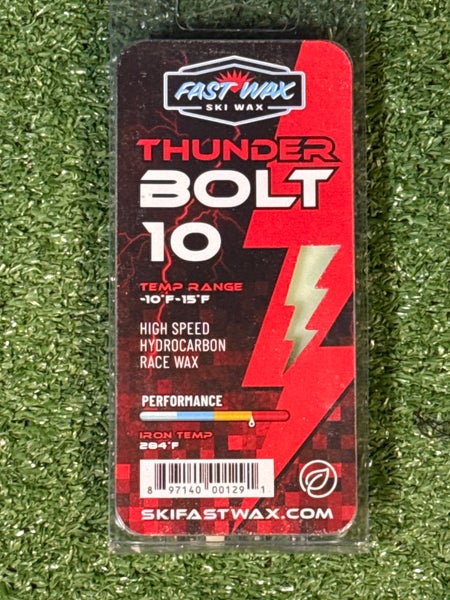 FAST WAX
SKI WAX
THUNDER
BOLT
10
TEMP RANGE
-10°F-15°F
HIGH SPEED
HYDROCARBON
RACE WAX
PERFORMANCE
IRON TEMP
284°F
8 97140 00129 1
SKIFASTWAX.COM